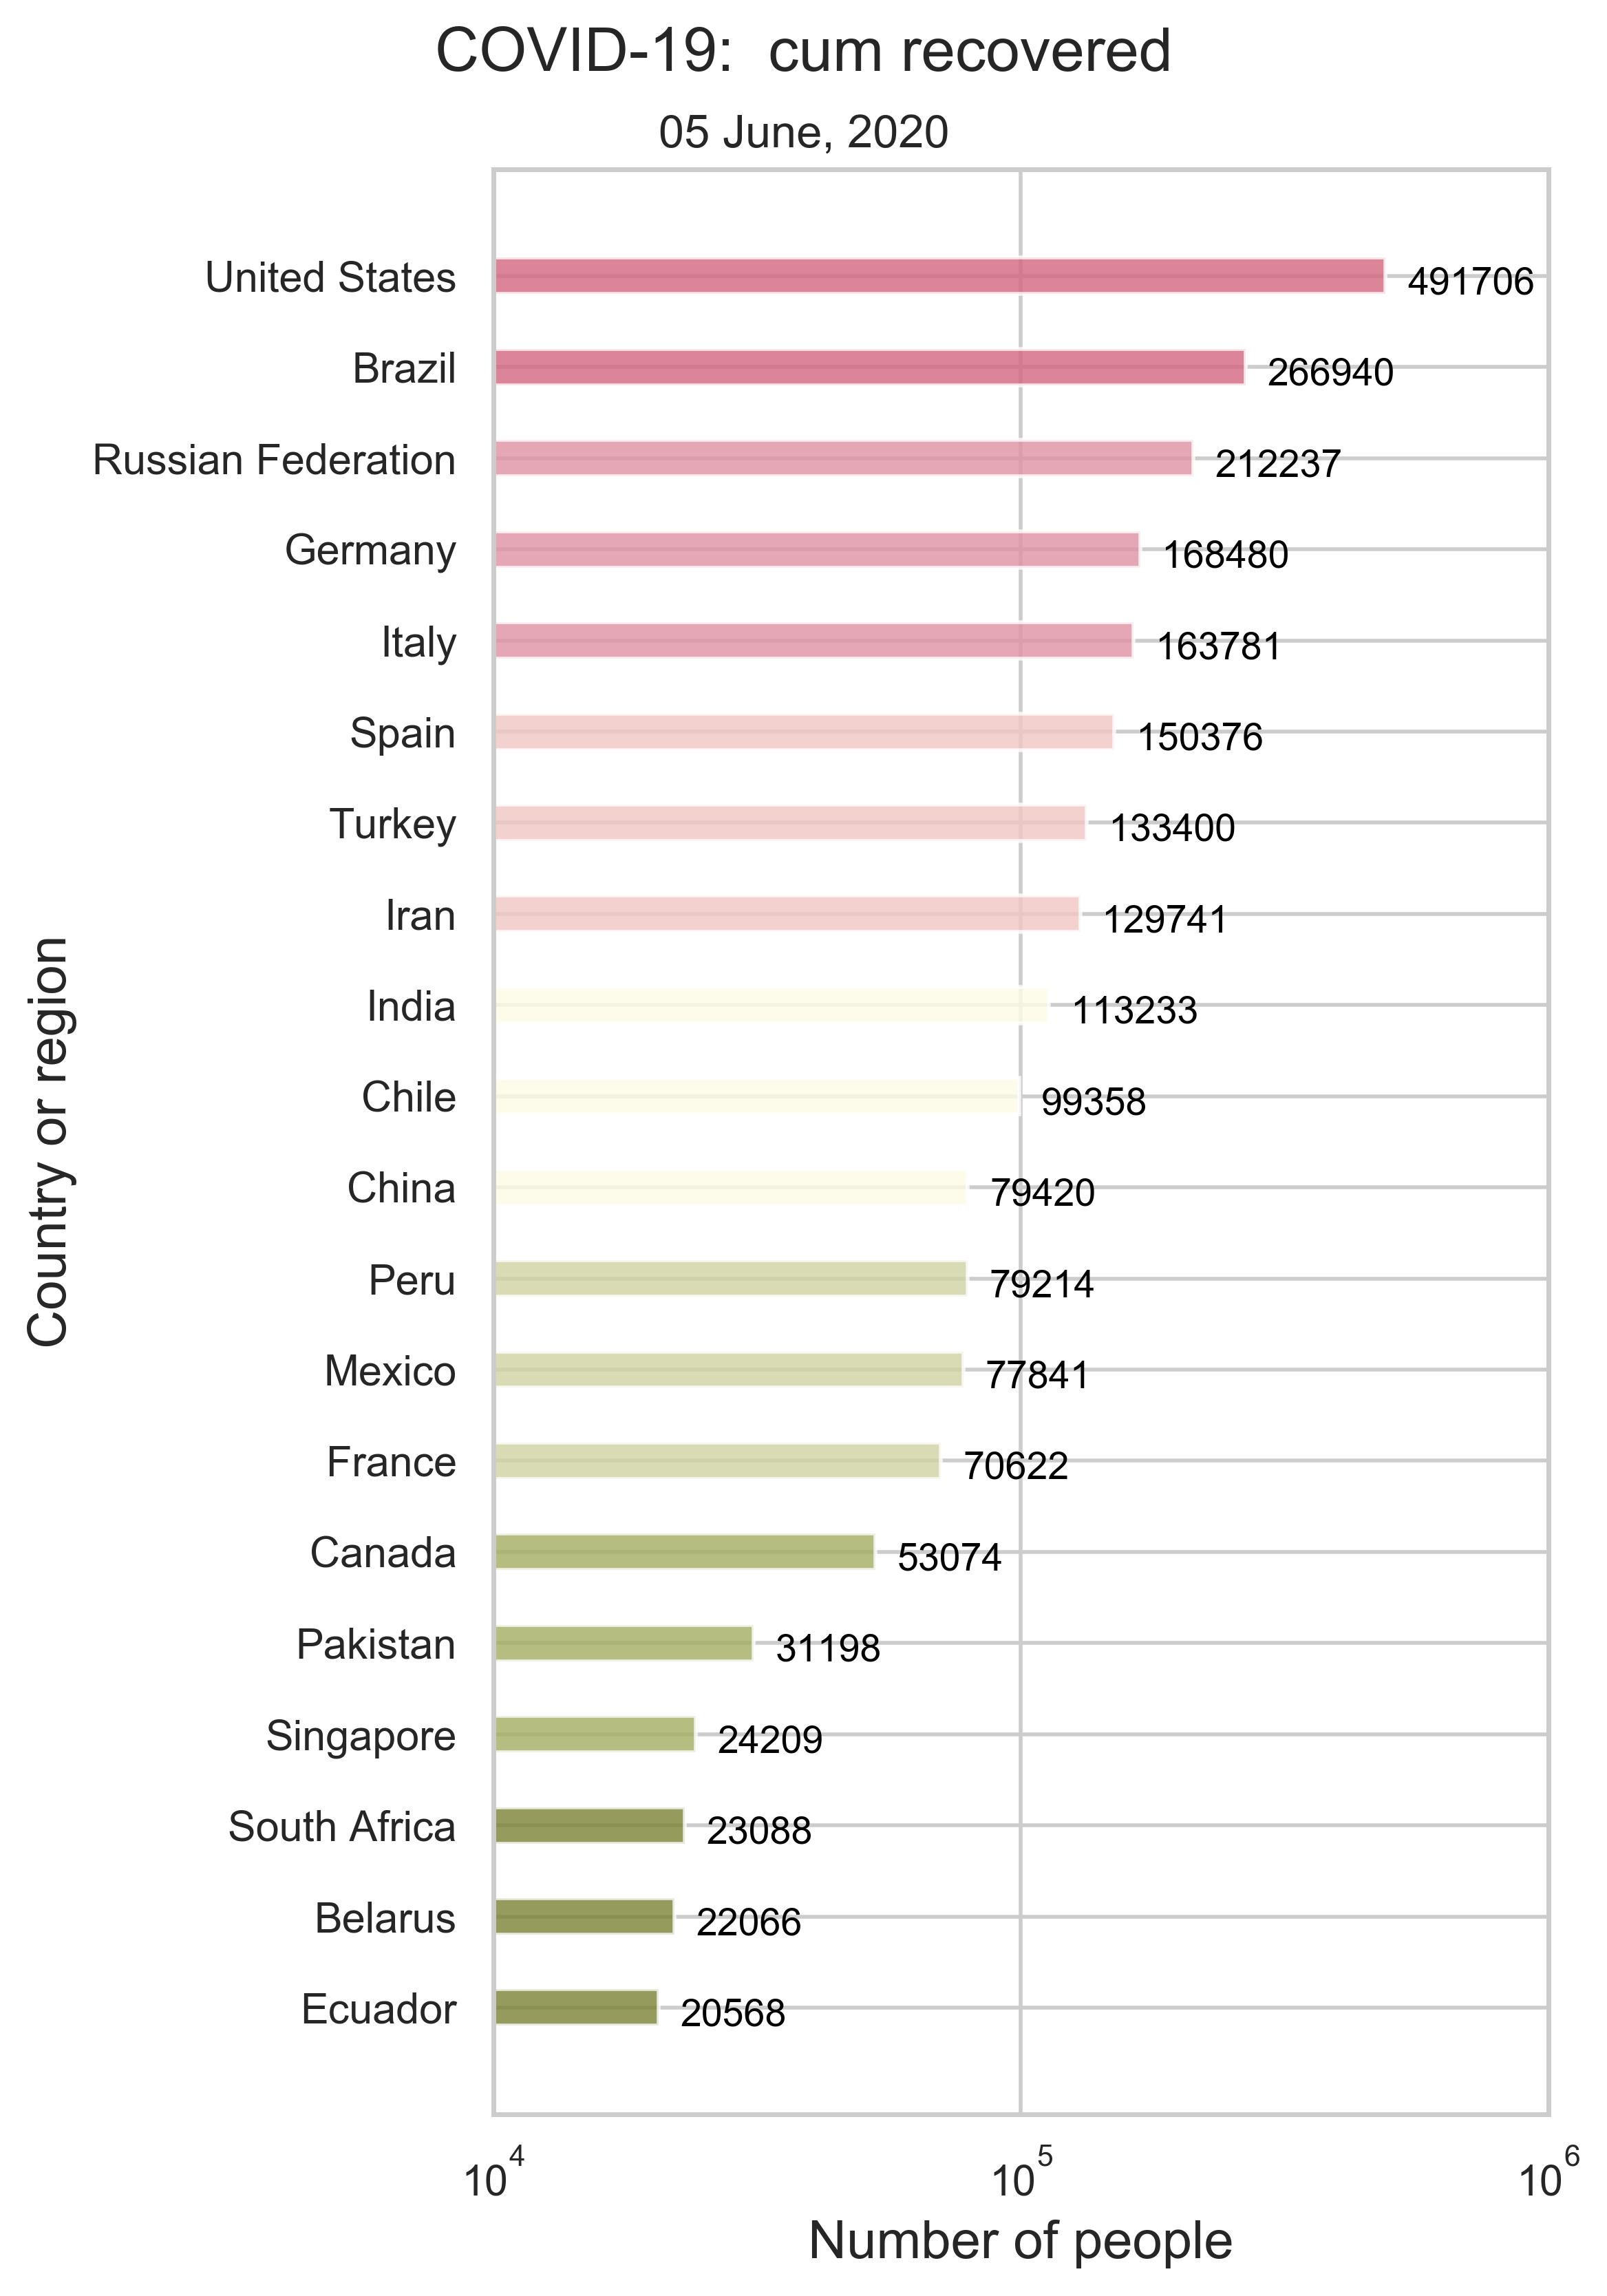 COVID-19:  cum recovered
05 June, 2020
United States 491706
Brazil 266940
Russian Federation 212237
Germany 168480
Italy 163781
Spain 150376
Turkey 133400
Iran 129741
India 113233
Chile 99358
China 79420
Peru 79214
Mexico 77841
France 70622
Canada 53074
Pakistan 31198
Singapore 24209
South Africa 23088
Belarus 22066
Ecuador 20568
Country or region
10^4 10^5 10^6
Number of people